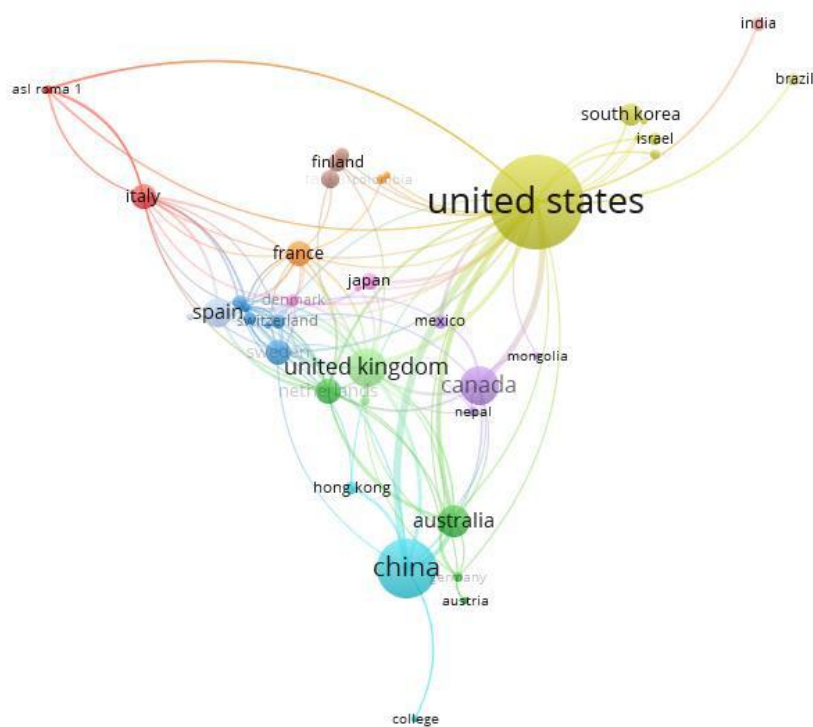 india
brazil
asl roma 1
south korea
israel
finland
colombia
italy
united states
france
japan
denmark
spain
switzerland
mexico
sweden
mongolia
united kingdom
canada
netherlands
nepal
hong kong
australia
china
germany
austria
college